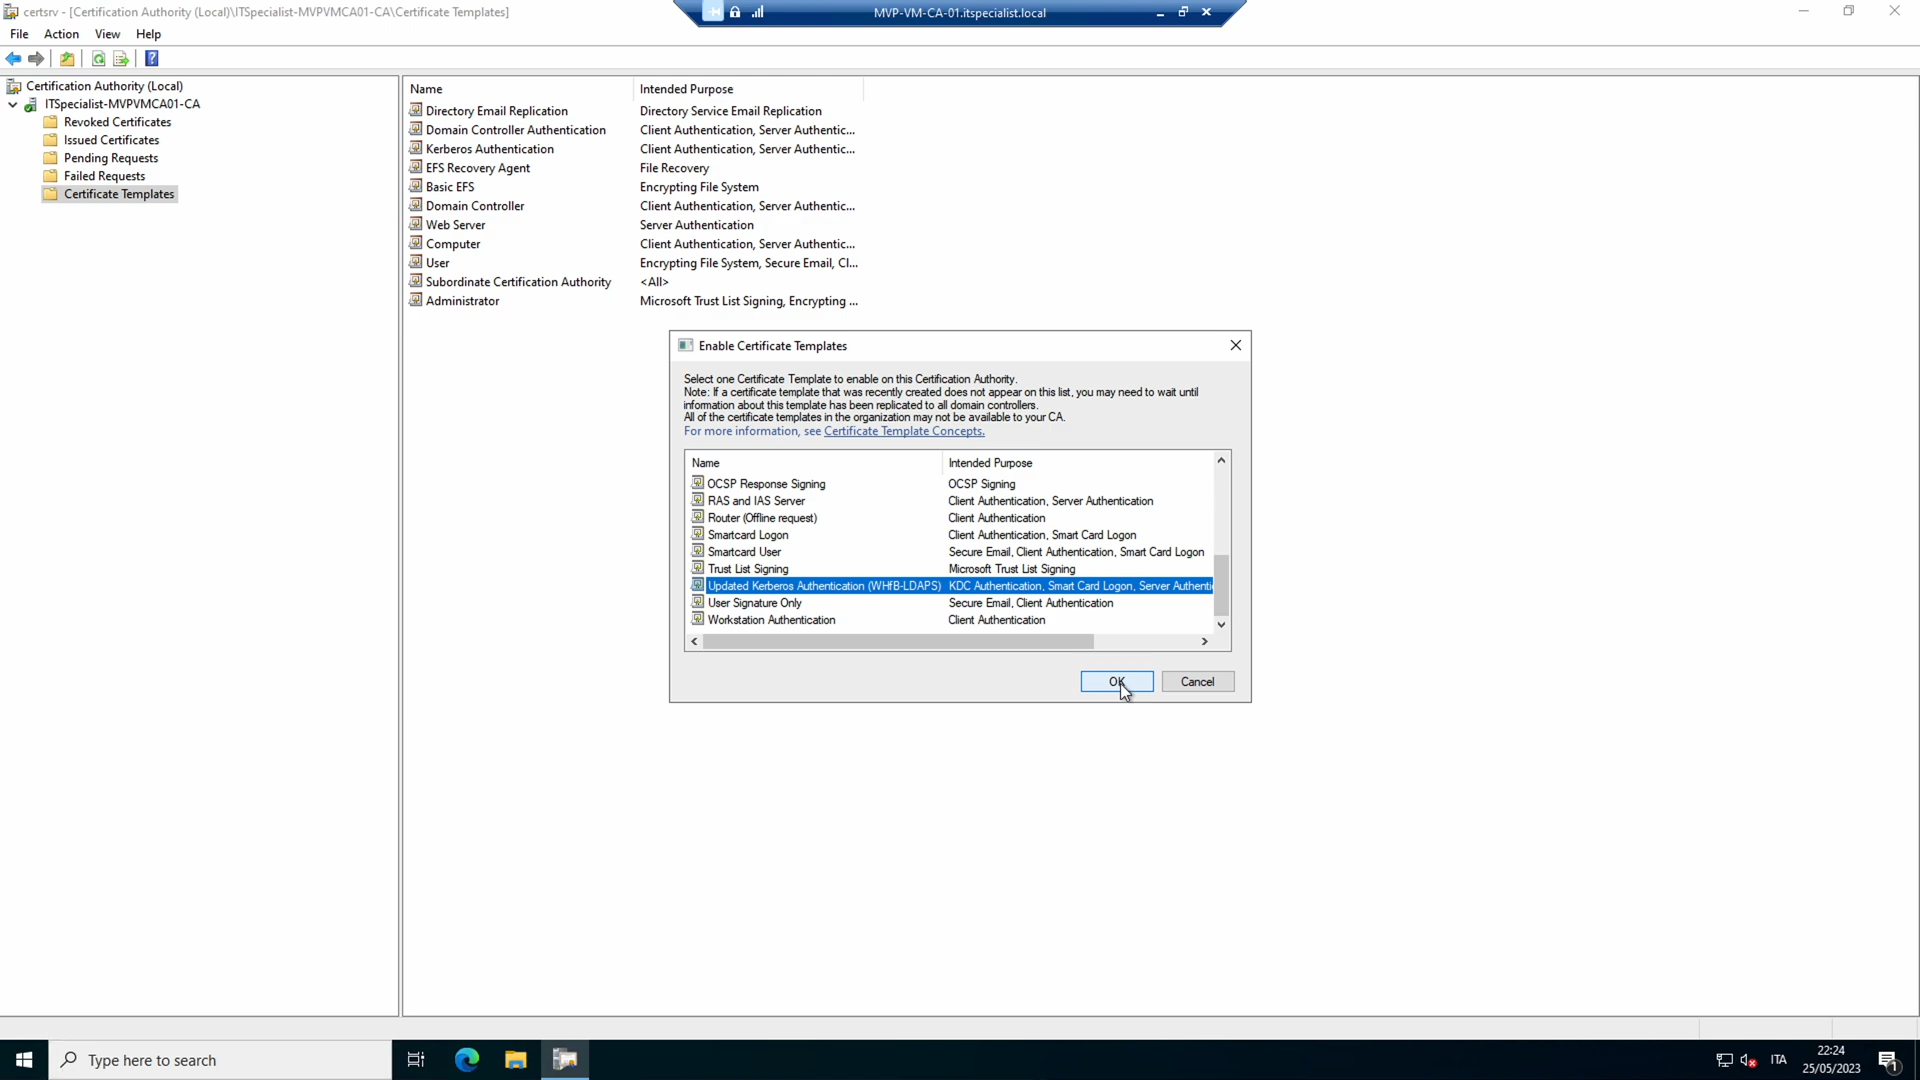 certsrv - [Certification Authority (Local)\ITSpecialist-MVPVMCA01-CA\Certificate Templates]
MVP-VM-CA-01.itspecialist.local
File Action View Help
Certification Authority (Local)
ITSpecialist-MVPVMCA01-CA
Revoked Certificates
Issued Certificates
Pending Requests
Failed Requests
Certificate Templates
Name Intended Purpose
Directory Email Replication Directory Service Email Replication
Domain Controller Authentication Client Authentication, Server Authentic...
Kerberos Authentication Client Authentication, Server Authentic...
EFS Recovery Agent File Recovery
Basic EFS Encrypting File System
Domain Controller Client Authentication, Server Authentic...
Web Server Server Authentication
Computer Client Authentication, Server Authentic...
User Encrypting File System, Secure Email, Cl...
Subordinate Certification Authority <All>
Administrator Microsoft Trust List Signing, Encrypting ...
Enable Certificate Templates
Select one Certificate Template to enable on this Certification Authority.
Note: If a certificate template that was recently created does not appear on this list, you may need to wait until
information about this template has been replicated to all domain controllers.
All of the certificate templates in the organization may not be available to your CA.
For more information, see Certificate Template Concepts.
Name Intended Purpose
OCSP Response Signing OCSP Signing
RAS and IAS Server Client Authentication, Server Authentication
Router (Offline request) Client Authentication
Smartcard Logon Client Authentication, Smart Card Logon
Smartcard User Secure Email, Client Authentication, Smart Card Logon
Trust List Signing Microsoft Trust List Signing
Updated Kerberos Authentication (WHfB-LDAPS) KDC Authentication, Smart Card Logon, Server Authenti
User Signature Only Secure Email, Client Authentication
Workstation Authentication Client Authentication
OK Cancel
Type here to search
ITA
22:24
25/05/2023
1